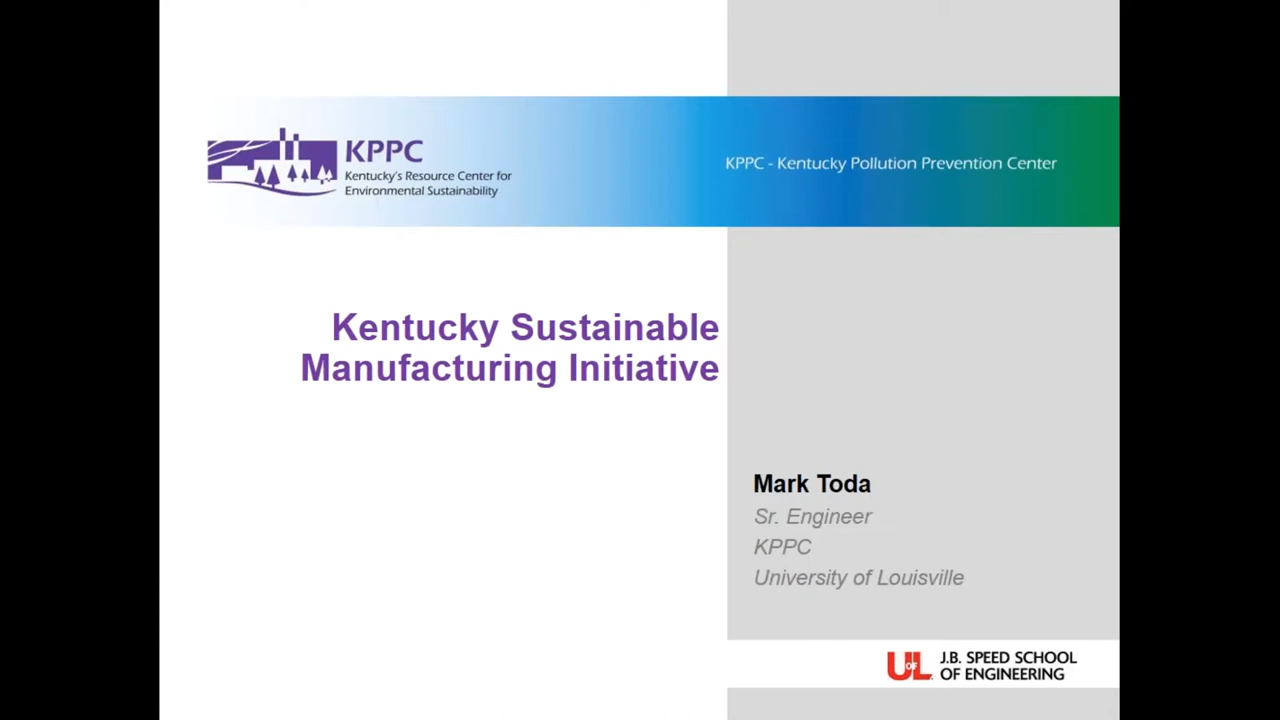 KPPC
Kentucky's Resource Center for
Environmental Sustainability
KPPC - Kentucky Pollution Prevention Center
Kentucky Sustainable
Manufacturing Initiative
Mark Toda
Sr. Engineer
KPPC
University of Louisville
UofL
J.B. SPEED SCHOOL
OF ENGINEERING